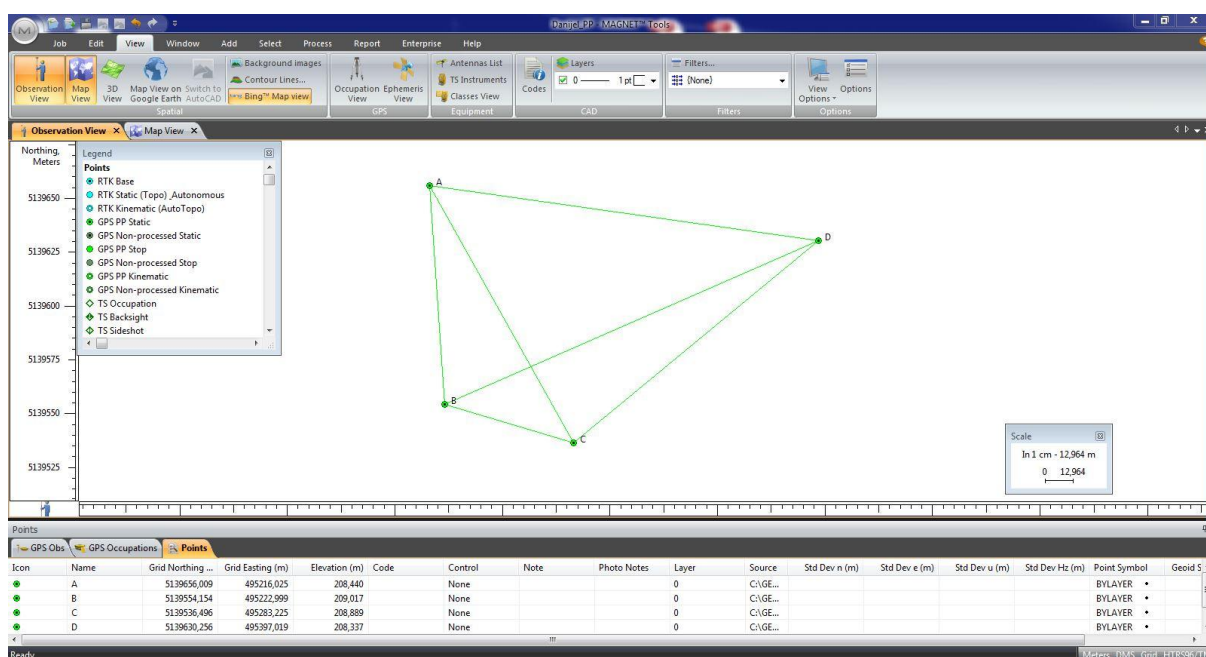 Danijel_PP - MAGNET™ Tools
Job Edit View Window Add Select Process Report Enterprise Help
Observation View
Map View
3D View
Map View on Google Earth
Switch to AutoCAD
Background images
Contour Lines...
Bing™ Map view
Spatial
Occupation View
Ephemeris View
GPS
Antennas List
TS Instruments
Classes View
Equipment
Codes
Layers
0 1 pt
CAD
Filters...
(None)
Filters
View Options
Options
Options
Observation View Map View
Northing, Meters
5139650
5139625
5139600
5139575
5139550
5139525
Legend
Points
RTK Base
RTK Static (Topo)_Autonomous
RTK Kinematic (AutoTopo)
GPS PP Static
GPS Non-processed Static
GPS PP Stop
GPS Non-processed Stop
GPS PP Kinematic
GPS Non-processed Kinematic
TS Occupation
TS Backsight
TS Sideshot
A
D
B
C
Scale
In 1 cm - 12,964 m
0 12,964
Points
GPS Obs GPS Occupations Points
Icon Name Grid Northing ... Grid Easting (m) Elevation (m) Code Control Note Photo Notes Layer Source Std Dev n (m) Std Dev e (m) Std Dev u (m) Std Dev Hz (m) Point Symbol Geoid S
A 5139656,009 495216,025 208,440 None 0 C:\GE... BYLAYER
B 5139554,154 495222,999 209,017 None 0 C:\GE... BYLAYER
C 5139536,496 495283,225 208,889 None 0 C:\GE... BYLAYER
D 5139630,256 495397,019 208,337 None 0 C:\GE... BYLAYER
Ready Meters, DMS, Grid, HTRS96/T